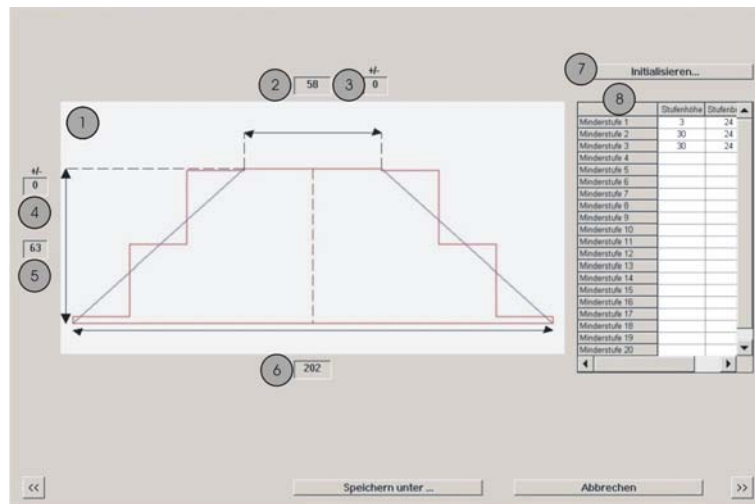 +/-
2 58 3 0
7 Initialisieren...
8
Stufenhöhe Stufenb
Minderstufe 1 3 24
Minderstufe 2 30 24
Minderstufe 3 30 24
Minderstufe 4
Minderstufe 5
Minderstufe 6
Minderstufe 7
Minderstufe 8
Minderstufe 9
Minderstufe 10
Minderstufe 11
Minderstufe 12
Minderstufe 13
Minderstufe 14
Minderstufe 15
Minderstufe 16
Minderstufe 17
Minderstufe 18
Minderstufe 19
Minderstufe 20
1
+/-
0
4
63
5
6 202
<< Speichern unter ... Abbrechen >>